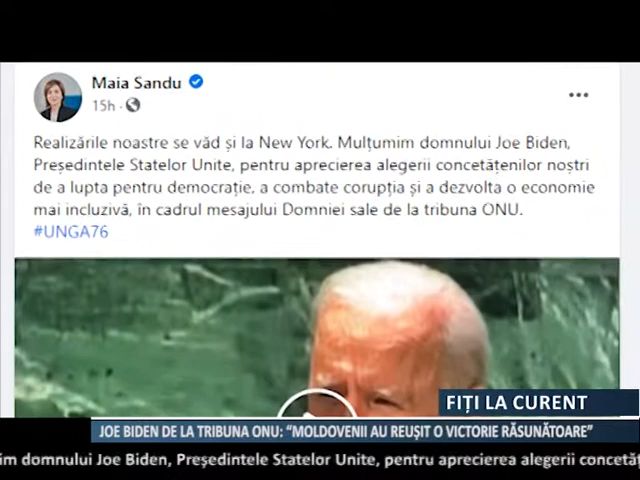 Maia Sandu
15h
Realizările noastre se văd și la New York. Mulțumim domnului Joe Biden,
Președintele Statelor Unite, pentru aprecierea alegerii concetățenilor noștri
de a lupta pentru democrație, a combate corupția și a dezvolta o economie
mai incluzivă, în cadrul mesajului Domniei sale de la tribuna ONU.
#UNGA76
FIȚI LA CURENT
JOE BIDEN DE LA TRIBUNA ONU: “MOLDOVENII AU REUȘIT O VICTORIE RĂSUNĂTOARE”
im domnului Joe Biden, Președintele Statelor Unite, pentru aprecierea alegerii concetăț